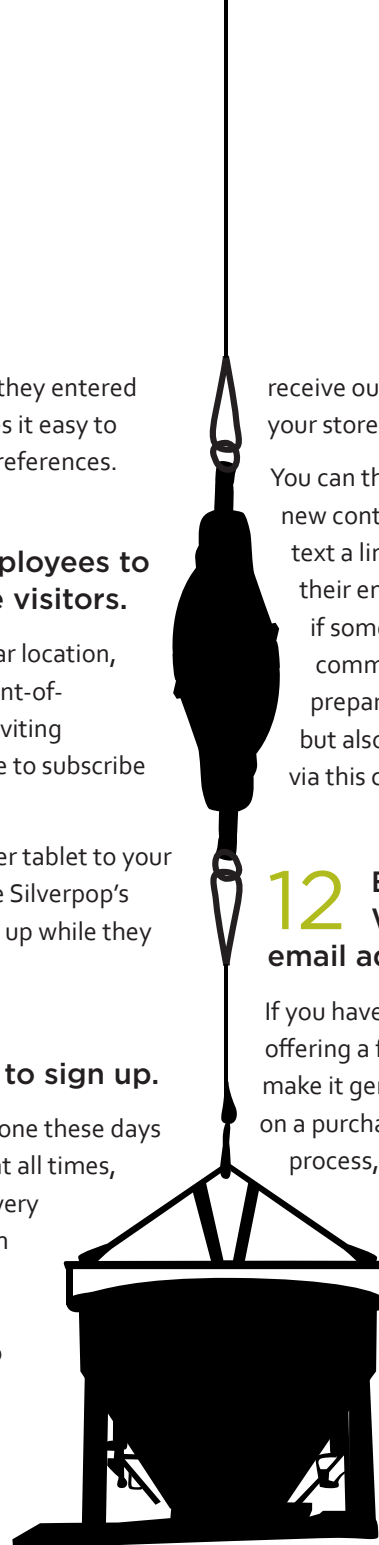 they entered
s it easy to
references.
ployees to
e visitors.
ar location,
nt-of-
viting
e to subscribe
er tablet to your
e Silverpop's
up while they
to sign up.
one these days
at all times,
very
n
receive ou
your store
You can th
new cont
text a lin
their em
if some
comm
prepar
but also
via this c
12
email ad
If you have
offering a f
make it gen
on a purcha
process,